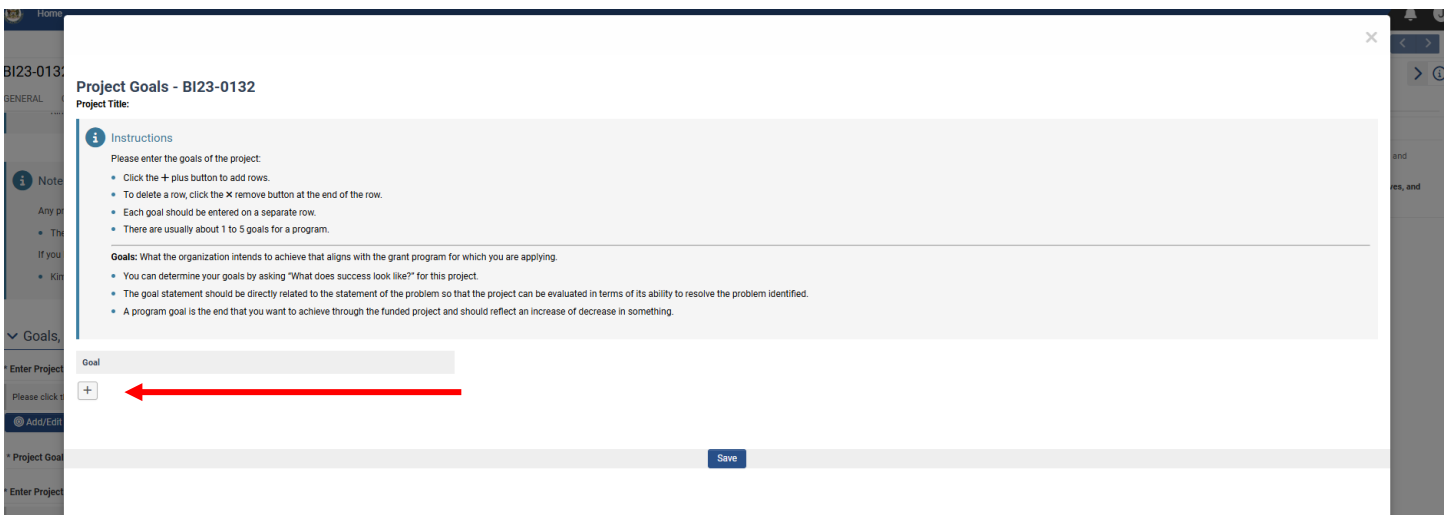 Home
BI23-013
GENERAL
Project Goals - BI23-0132
Project Title:
Instructions
Please enter the goals of the project:
• Click the + plus button to add rows.
• To delete a row, click the × remove button at the end of the row.
• Each goal should be entered on a separate row.
• There are usually about 1 to 5 goals for a program.
Goals: What the organization intends to achieve that aligns with the grant program for which you are applying.
• You can determine your goals by asking "What does success look like?" for this project.
• The goal statement should be directly related to the statement of the problem so that the project can be evaluated in terms of its ability to resolve the problem identified.
• A program goal is the end that you want to achieve through the funded project and should reflect an increase of decrease in something.
Note
Any pr
• The
If you
• Kim
and
ves, and
Goals,
* Enter Project
Please click t
Add/Edit
* Project Goal
* Enter Project
Goal
+
Save